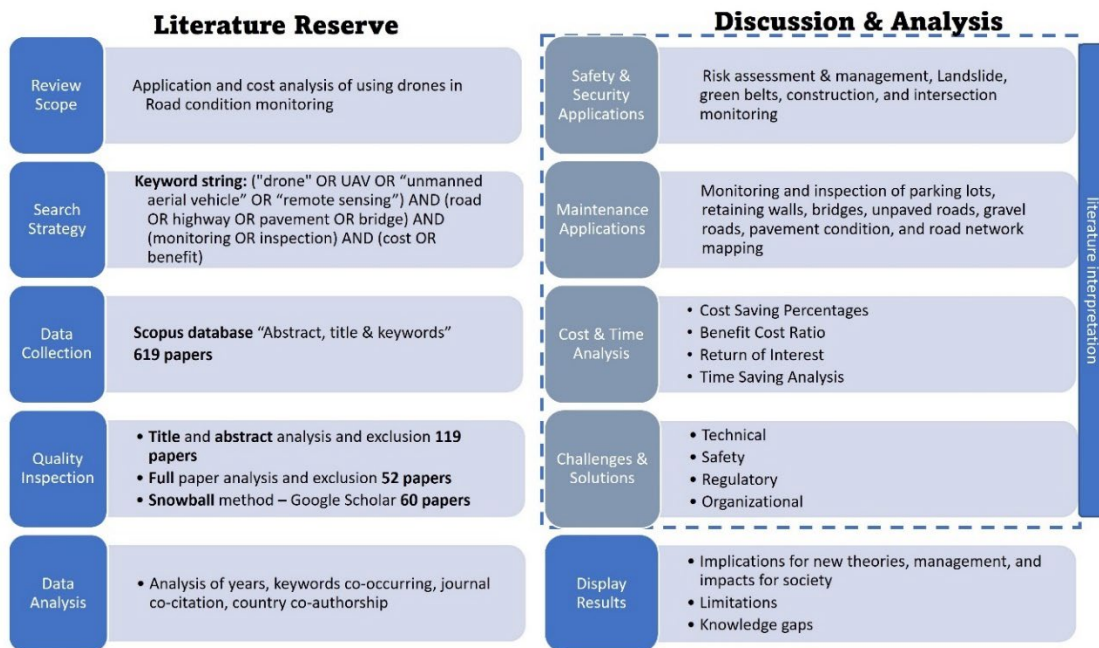 Literature Reserve
Review
Scope
Application and cost analysis of using drones in
Road condition monitoring
Search
Strategy
Keyword string: ("drone" OR UAV OR “unmanned
aerial vehicle” OR “remote sensing”) AND (road
OR highway OR pavement OR bridge) AND
(monitoring OR inspection) AND (cost OR
benefit)
Data
Collection
Scopus database “Abstract, title & keywords”
619 papers
Quality
Inspection
• Title and abstract analysis and exclusion 119
papers
• Full paper analysis and exclusion 52 papers
• Snowball method – Google Scholar 60 papers
Data
Analysis
• Analysis of years, keywords co-occurring, journal
co-citation, country co-authorship
Discussion & Analysis
Safety &
Security
Applications
Risk assessment & management, Landslide,
green belts, construction, and intersection
monitoring
Maintenance
Applications
Monitoring and inspection of parking lots,
retaining walls, bridges, unpaved roads, gravel
roads, pavement condition, and road network
mapping
Cost & Time
Analysis
• Cost Saving Percentages
• Benefit Cost Ratio
• Return of Interest
• Time Saving Analysis
Challenges &
Solutions
• Technical
• Safety
• Regulatory
• Organizational
literature interpretation
Display
Results
• Implications for new theories, management, and
impacts for society
• Limitations
• Knowledge gaps